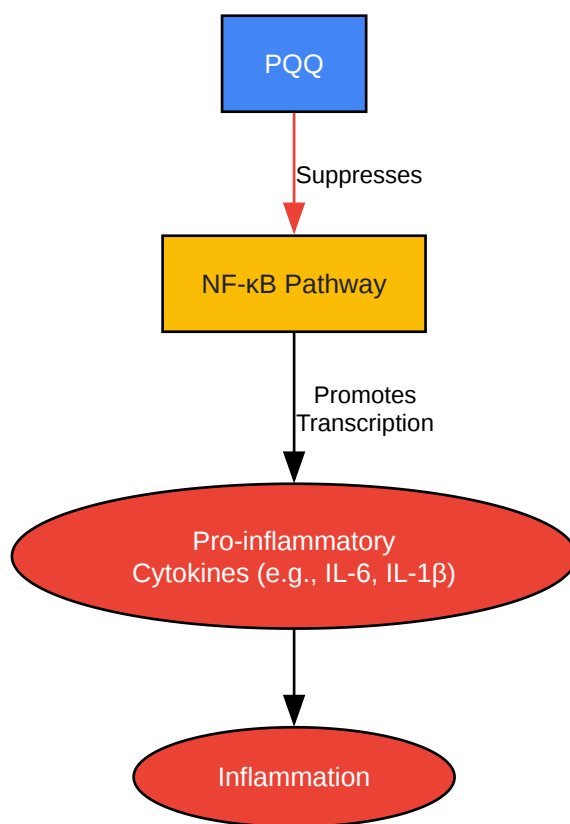 PQQ
Suppresses
NF-κB Pathway
Promotes
Transcription
Pro-inflammatory
Cytokines (e.g., IL-6, IL-1β)
Inflammation